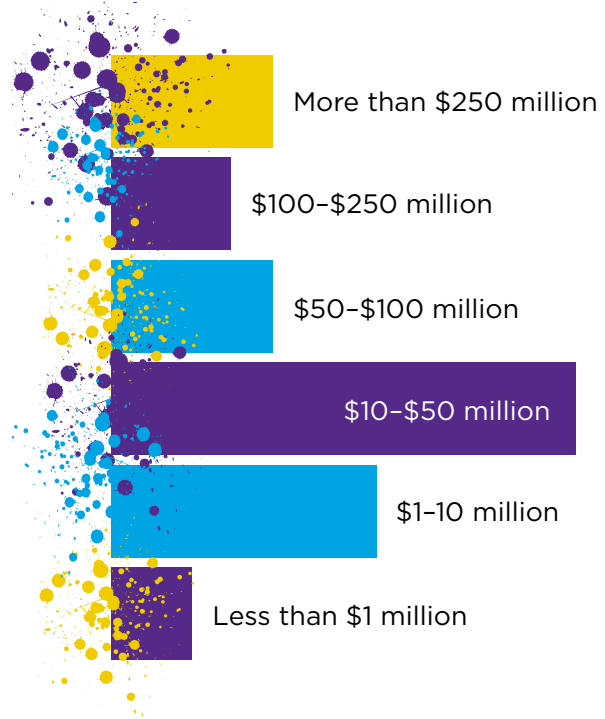 More than $250 million
$100–$250 million
$50–$100 million
$10–$50 million
$1–10 million
Less than $1 million